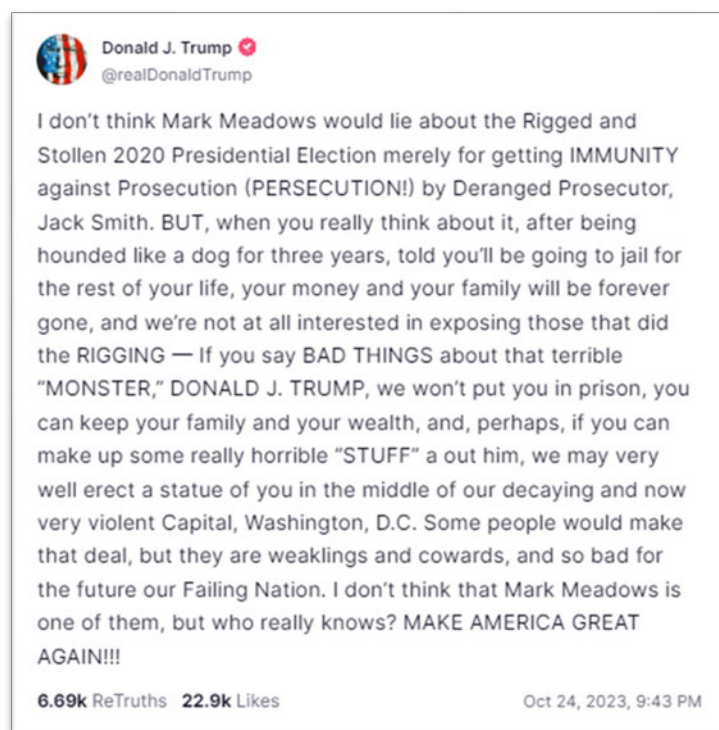 Donald J. Trump
@realDonaldTrump
I don’t think Mark Meadows would lie about the Rigged and
Stollen 2020 Presidential Election merely for getting IMMUNITY
against Prosecution (PERSECUTION!) by Deranged Prosecutor,
Jack Smith. BUT, when you really think about it, after being
hounded like a dog for three years, told you’ll be going to jail for
the rest of your life, your money and your family will be forever
gone, and we’re not at all interested in exposing those that did
the RIGGING — If you say BAD THINGS about that terrible
“MONSTER,” DONALD J. TRUMP, we won’t put you in prison, you
can keep your family and your wealth, and, perhaps, if you can
make up some really horrible “STUFF” a out him, we may very
well erect a statue of you in the middle of our decaying and now
very violent Capital, Washington, D.C. Some people would make
that deal, but they are weaklings and cowards, and so bad for
the future our Failing Nation. I don’t think that Mark Meadows is
one of them, but who really knows? MAKE AMERICA GREAT
AGAIN!!!
6.69k ReTruths 22.9k Likes Oct 24, 2023, 9:43 PM